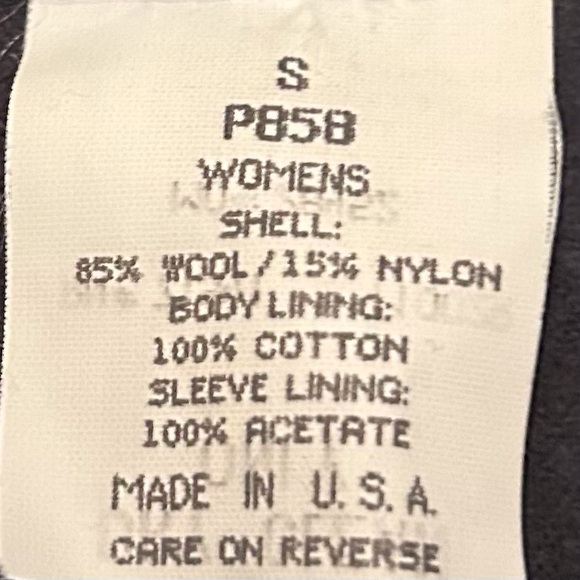 S
P858
WOMENS
SHELL:
85% WOOL/15% NYLON
BODY LINING:
100% COTTON
SLEEVE LINING:
100% ACETATE
MADE IN U.S.A.
CARE ON REVERSE